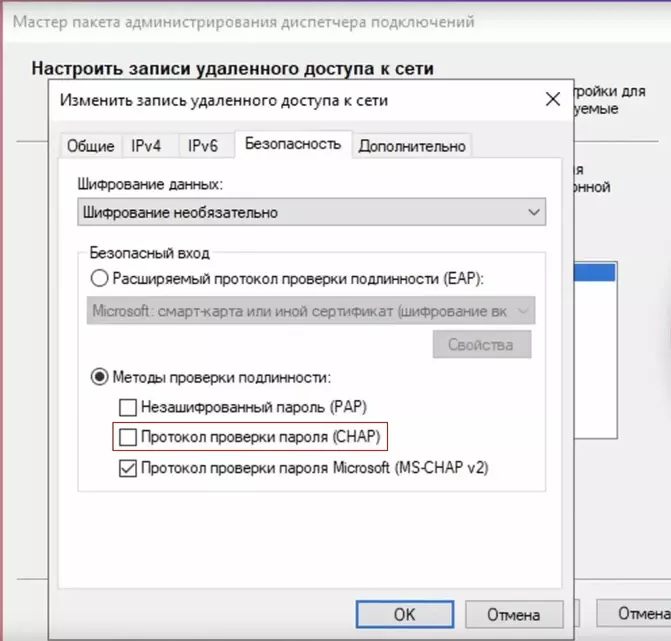 Мастер пакета администрирования диспетчера подключений
Настроить записи удаленного доступа к сети
Изменить запись удаленного доступа к сети
Общие IPv4 IPv6 Безопасность Дополнительно
Шифрование данных:
Шифрование необязательно
Безопасный вход
Расширяемый протокол проверки подлинности (EAP):
Microsoft: смарт-карта или иной сертификат (шифрование вк
Свойства
Методы проверки подлинности:
Незашифрованный пароль (PAP)
Протокол проверки пароля (CHAP)
Протокол проверки пароля Microsoft (MS-CHAP v2)
OK Отмена
тройки для
уемые
онной
Отмена